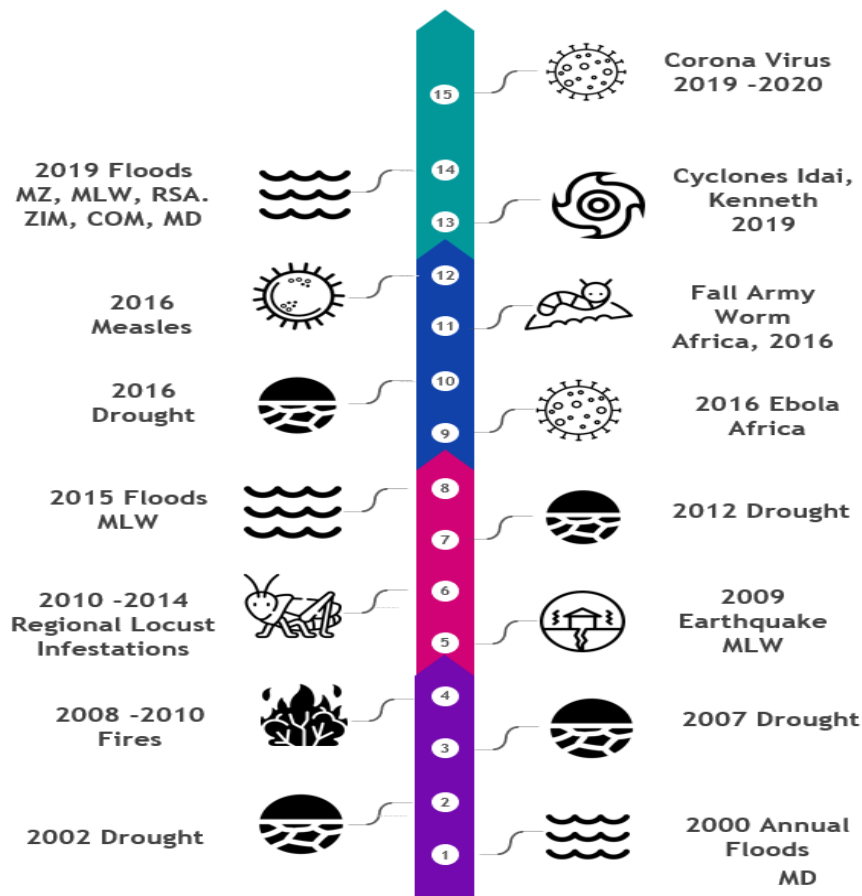 15
Corona Virus
2019 -2020
14
2019 Floods
MZ, MLW, RSA.
ZIM, COM, MD
13
Cyclones Idai,
Kenneth
2019
12
2016
Measles
11
Fall Army
Worm
Africa, 2016
10
2016
Drought
9
2016 Ebola
Africa
8
2015 Floods
MLW
7
2012 Drought
6
2010 -2014
Regional Locust
Infestations
5
2009
Earthquake
MLW
4
2008 -2010
Fires
3
2007 Drought
2
2002 Drought
1
2000 Annual
Floods
MD